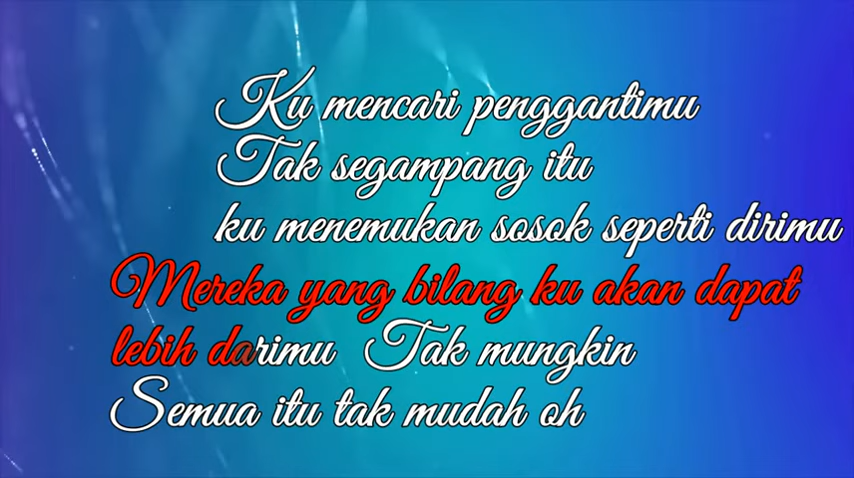 Ku mencari penggantimu
Tak segampang itu
ku menemukan sosok seperti dirimu
Mereka yang bilang ku akan dapat
lebih darimu Tak mungkin
Semua itu tak mudah oh